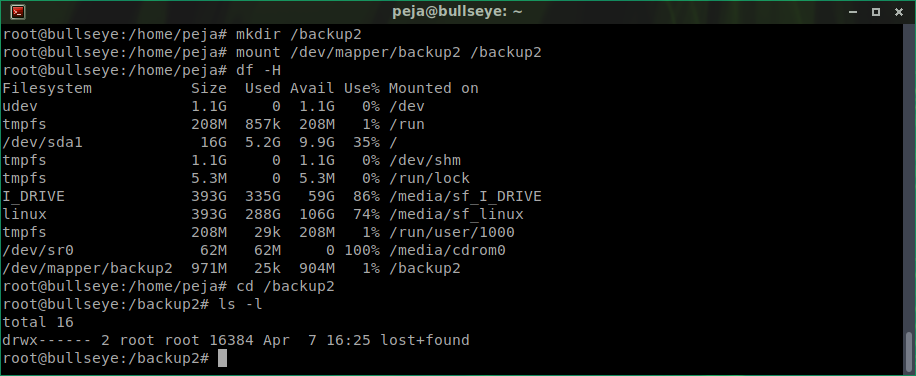 peja@bullseye: ~
root@bullseye:/home/peja# mkdir /backup2
root@bullseye:/home/peja# mount /dev/mapper/backup2 /backup2
root@bullseye:/home/peja# df -H
Filesystem           Size  Used Avail Use% Mounted on
udev                 1.1G     0  1.1G   0% /dev
tmpfs                208M  857k  208M   1% /run
/dev/sda1             16G  5.2G  9.9G  35% /
tmpfs                1.1G     0  1.1G   0% /dev/shm
tmpfs                5.3M     0  5.3M   0% /run/lock
I_DRIVE              393G  335G   59G  86% /media/sf_I_DRIVE
linux                393G  288G  106G  74% /media/sf_linux
tmpfs                208M   29k  208M   1% /run/user/1000
/dev/sr0              62M   62M     0 100% /media/cdrom0
/dev/mapper/backup2  971M   25k  904M   1% /backup2
root@bullseye:/home/peja# cd /backup2
root@bullseye:/backup2# ls -l
total 16
drwx------ 2 root root 16384 Apr  7 16:25 lost+found
root@bullseye:/backup2#